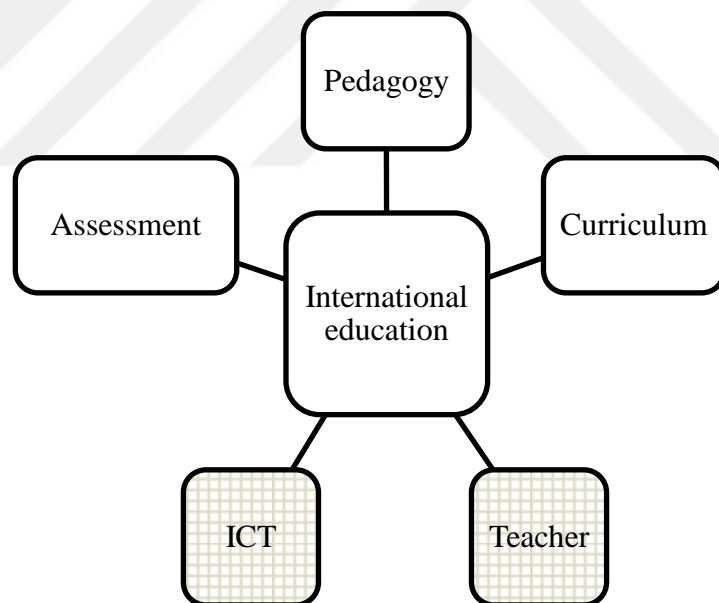 Pedagogy
Assessment
Curriculum
International
education
ICT
Teacher